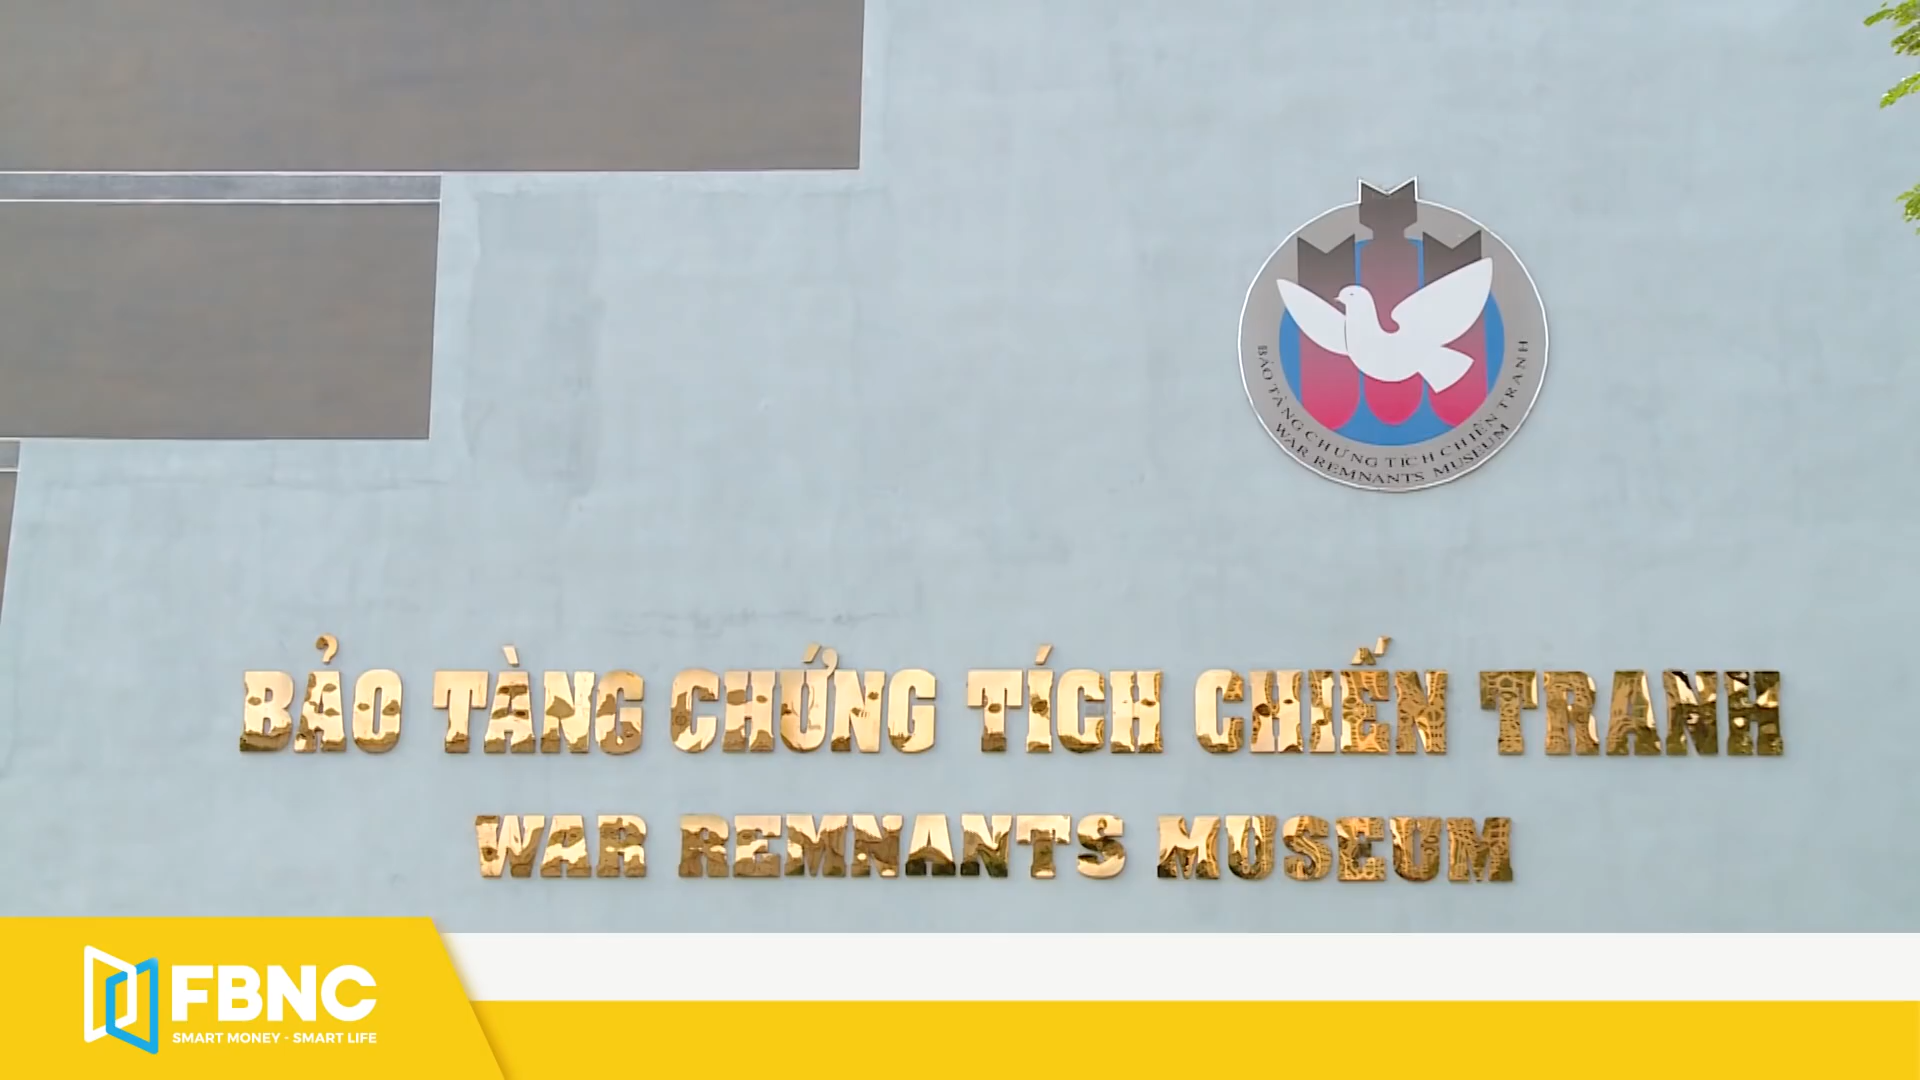 BẢO TÀNG CHỨNG TÍCH CHIẾN TRANH
WAR REMNANTS MUSEUM
BẢO TÀNG CHỨNG TÍCH CHIẾN TRANH
WAR REMNANTS MUSEUM
FBNC
SMART MONEY - SMART LIFE